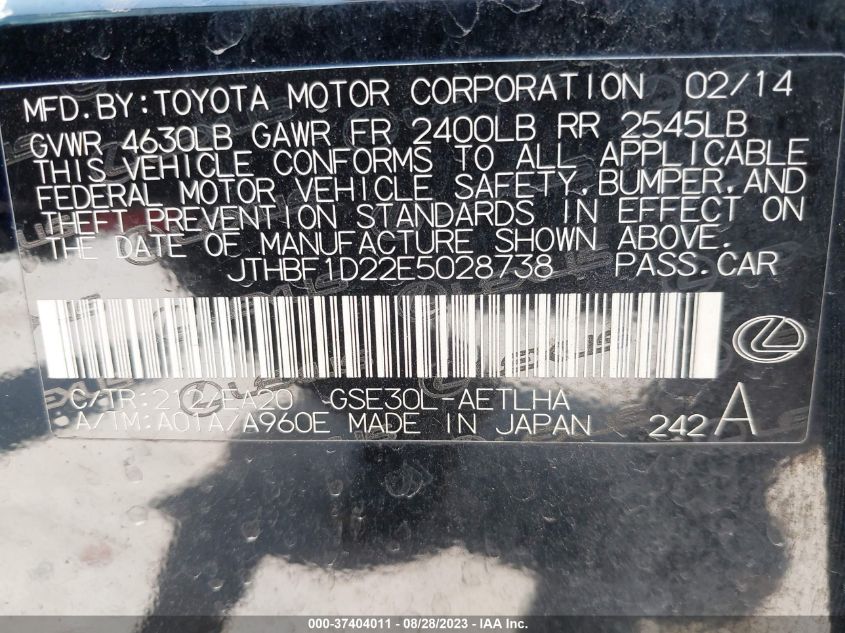 MFD.BY:TOYOTA MOTOR CORPORATION 02/14
GVWR 4630LB GAWR FR 2400LB RR 2545LB
THIS VEHICLE CONFORMS TO ALL APPLICABLE
FEDERAL MOTOR VEHICLE SAFETY,BUMPER,AND
THEFT PREVENTION STANDARDS IN EFFECT ON
THE DATE OF MANUFACTURE SHOWN ABOVE.
JTHBF1D22E5028738 PASS.CAR
C/TR:212/EA20 GSE30L-AETLHA
A/TM:A01A/A960E MADE IN JAPAN 242A
000-37404011 - 08/28/2023 - IAA Inc.